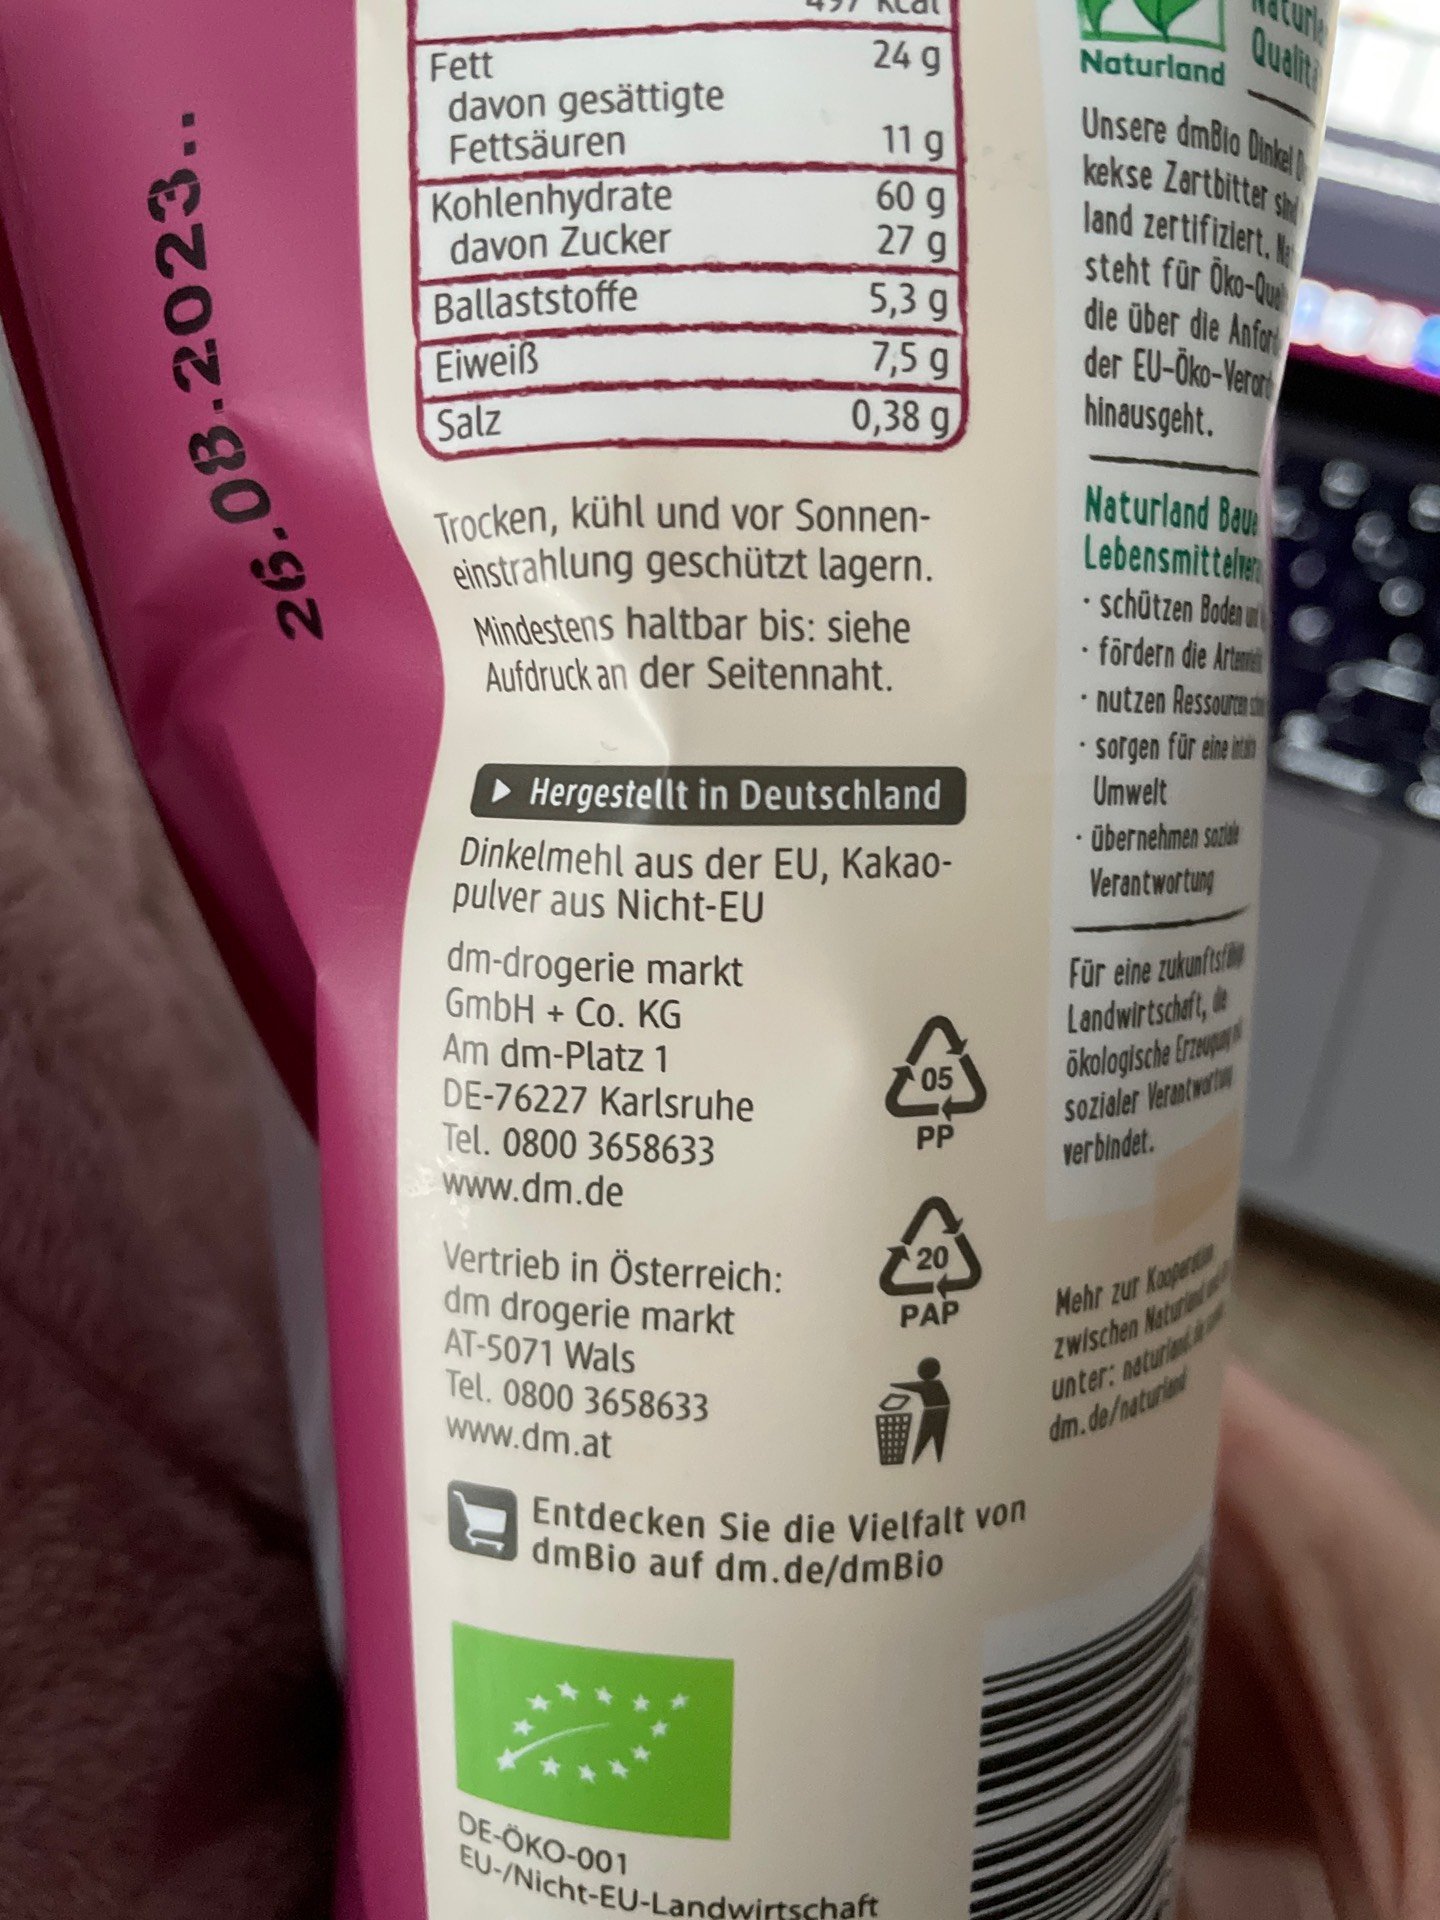 26.08.2023..
Fett 24 g
davon gesättigte
Fettsäuren 11 g
Kohlenhydrate 60 g
davon Zucker 27 g
Ballaststoffe 5,3 g
Eiweiß 7,5 g
Salz 0,38 g
Trocken, kühl und vor Sonnen-
einstrahlung geschützt lagern.
Mindestens haltbar bis: siehe
Aufdruck an der Seitennaht.
Hergestellt in Deutschland
Dinkelmehl aus der EU, Kakao-
pulver aus Nicht-EU
dm-drogerie markt
GmbH + Co. KG
Am dm-Platz 1
DE-76227 Karlsruhe
Tel. 0800 3658633
www.dm.de
Vertrieb in Österreich:
dm drogerie markt
AT-5071 Wals
Tel. 0800 3658633
www.dm.at
05
PP
20
PAP
Entdecken Sie die Vielfalt von
dmBio auf dm.de/dmBio
DE-ÖKO-001
EU-/Nicht-EU-Landwirtschaft
Naturland
Unsere dmBio Dinkel
kekse Zartbitter
land zertifiziert.
steht für
die über die
der
hinausgeht.
Naturland
schützen Boden
· fördern die
· nutzen
· sorgen für eine
Umwelt
· übernehmen
Verantwortung
Für eine
Landwirtschaft,
ökologische
sozialer
verbindet.
Mehr zur
zwischen
unter:
dm.de/naturland